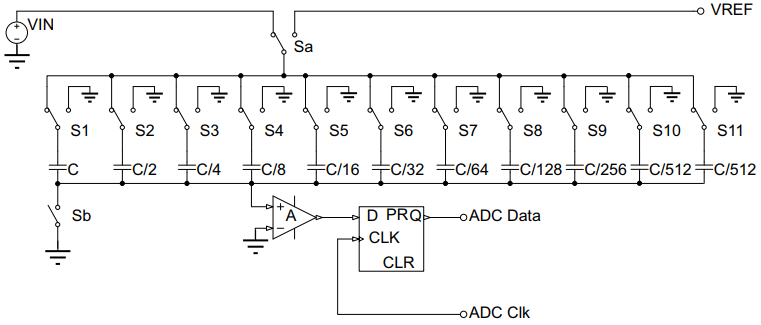 VIN
VREF
Sa
S1 S2 S3 S4 S5 S6 S7 S8 S9 S10 S11
C C/2 C/4 C/8 C/16 C/32 C/64 C/128 C/256 C/512 C/512
Sb
+ A D PR Q ADC Data
-
CLK
CLR
ADC Clk